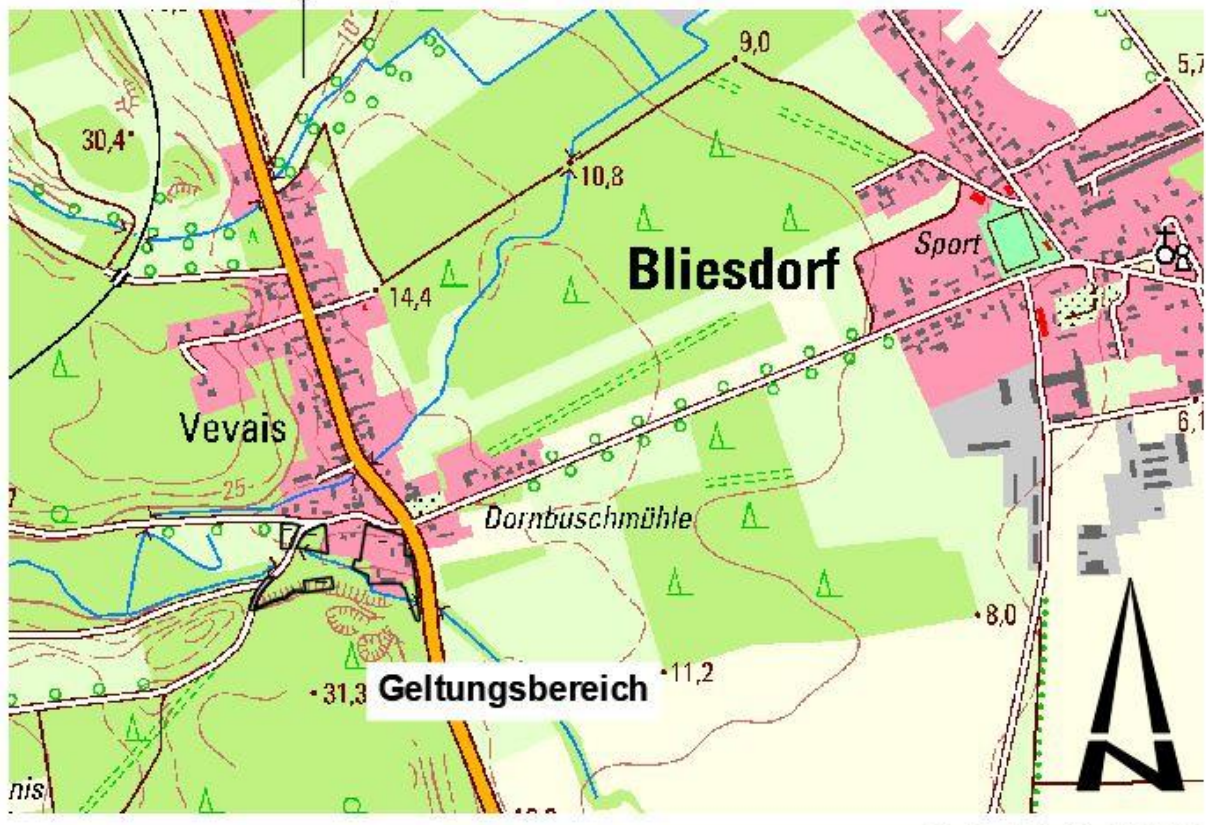 9,0
5,7
10
30,4
10,8
Sport
Bliesdorf
14,4
Vevais
6,1
25
Dornbuschmühle
8,0
11,2
31,3
Geltungsbereich
nis
N